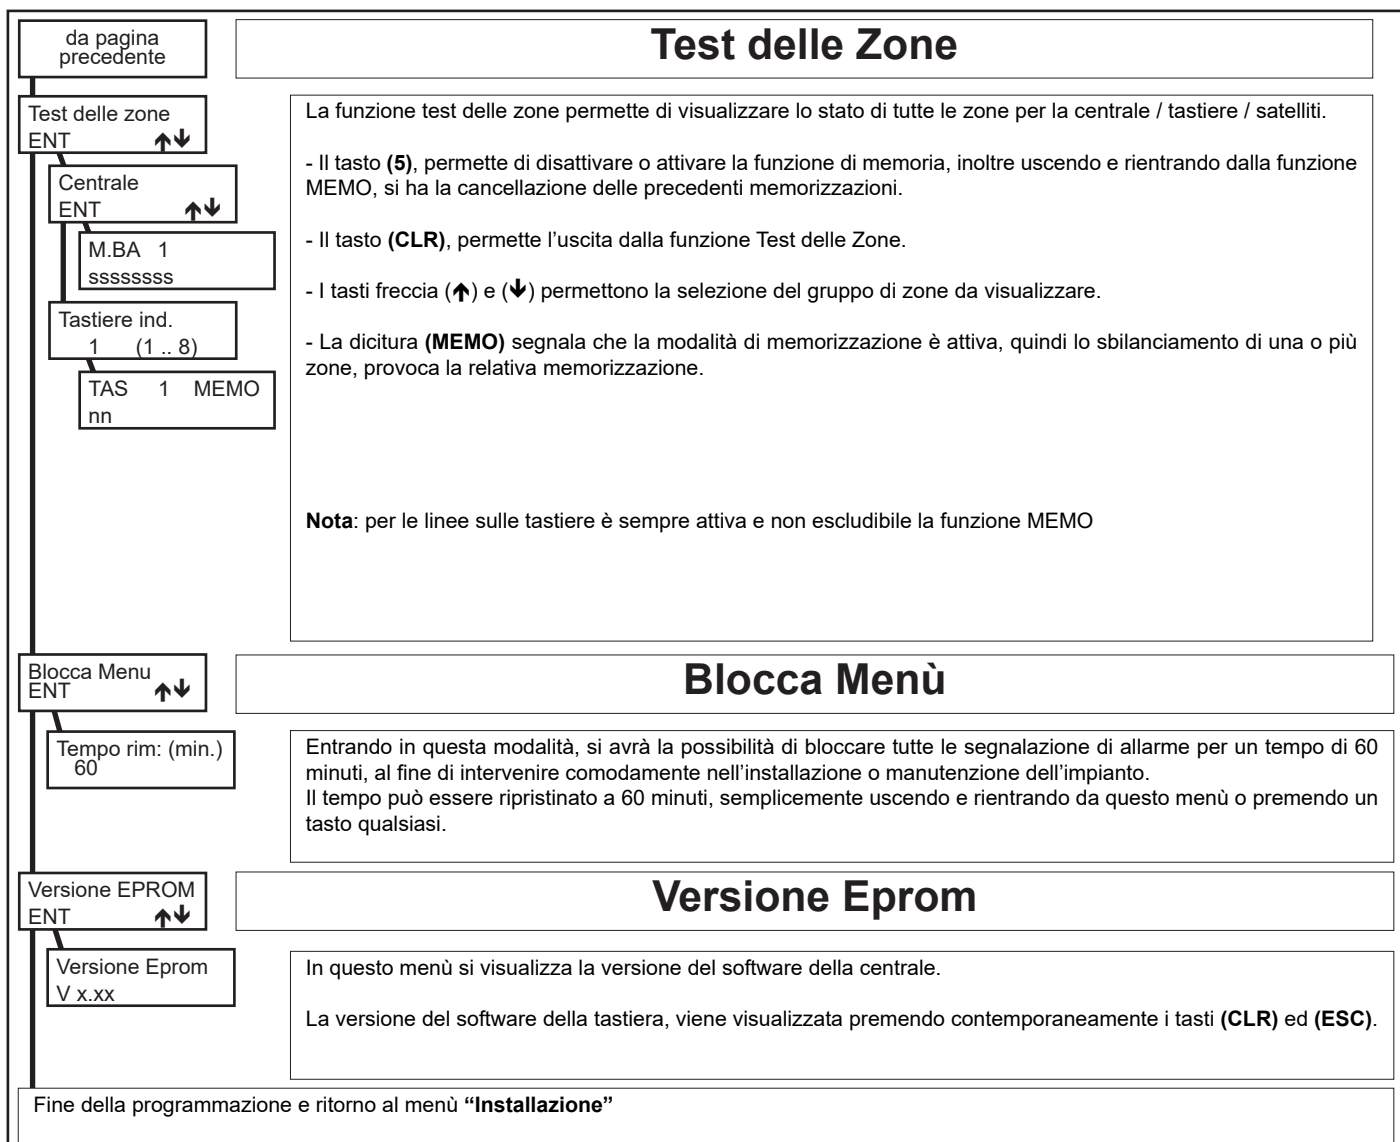 da pagina
precedente
Test delle Zone
Test delle zone
ENT ↑↓
Centrale
ENT ↑↓
M.BA 1
ssssssss
Tastiere ind.
1 (1 .. 8)
TAS 1 MEMO
nn
La funzione test delle zone permette di visualizzare lo stato di tutte le zone per la centrale / tastiere / satelliti.
- Il tasto (5), permette di disattivare o attivare la funzione di memoria, inoltre uscendo e rientrando dalla funzione
MEMO, si ha la cancellazione delle precedenti memorizzazioni.
- Il tasto (CLR), permette l'uscita dalla funzione Test delle Zone.
- I tasti freccia (↑) e (↓) permettono la selezione del gruppo di zone da visualizzare.
- La dicitura (MEMO) segnala che la modalità di memorizzazione è attiva, quindi lo sbilanciamento di una o più
zone, provoca la relativa memorizzazione.
Nota: per le linee sulle tastiere è sempre attiva e non escludibile la funzione MEMO
Blocca Menu
ENT ↑↓
Blocca Menù
Tempo rim: (min.)
60
Entrando in questa modalità, si avrà la possibilità di bloccare tutte le segnalazione di allarme per un tempo di 60
minuti, al fine di intervenire comodamente nell'installazione o manutenzione dell'impianto.
Il tempo può essere ripristinato a 60 minuti, semplicemente uscendo e rientrando da questo menù o premendo un
tasto qualsiasi.
Versione EPROM
ENT ↑↓
Versione Eprom
Versione Eprom
V x.xx
In questo menù si visualizza la versione del software della centrale.
La versione del software della tastiera, viene visualizzata premendo contemporaneamente i tasti (CLR) ed (ESC).
Fine della programmazione e ritorno al menù “Installazione”